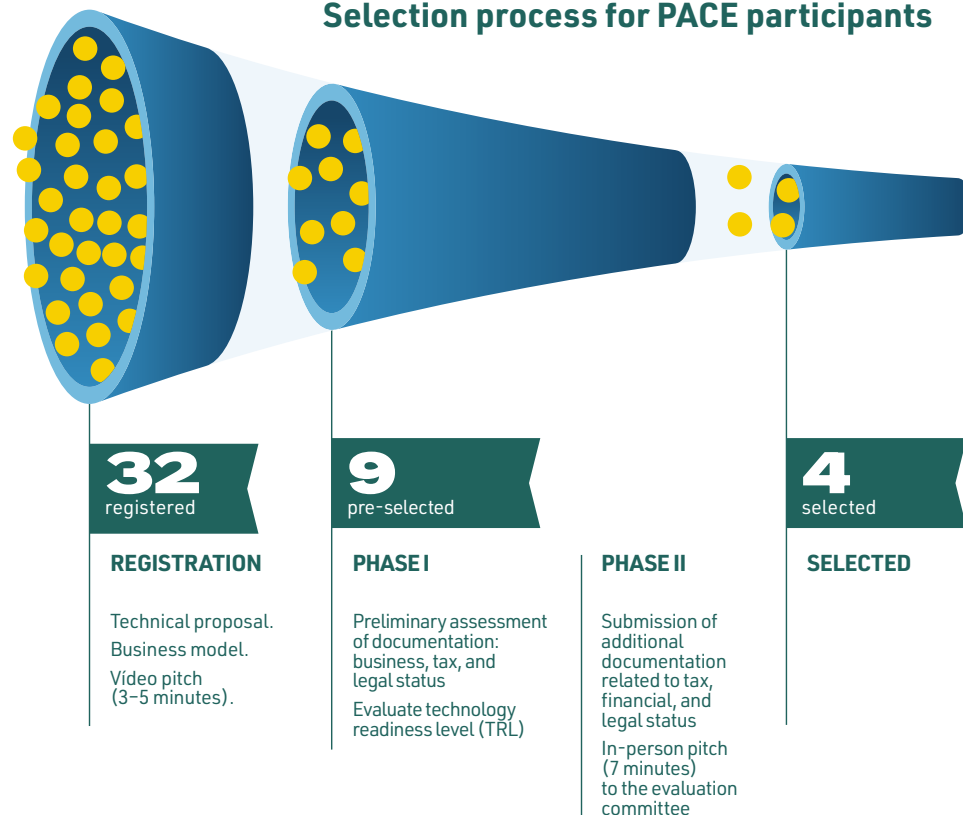 Selection process for PACE participants
32
registered
9
pre-selected
4
selected
REGISTRATION
Technical proposal.
Business model.
Vídeo pitch
(3–5 minutes).
PHASE I
Preliminary assessment
of documentation:
business, tax, and
legal status
Evaluate technology
readiness level (TRL)
PHASE II
Submission of
additional
documentation
related to tax,
financial, and
legal status
In-person pitch
(7 minutes)
to the evaluation
committee
SELECTED